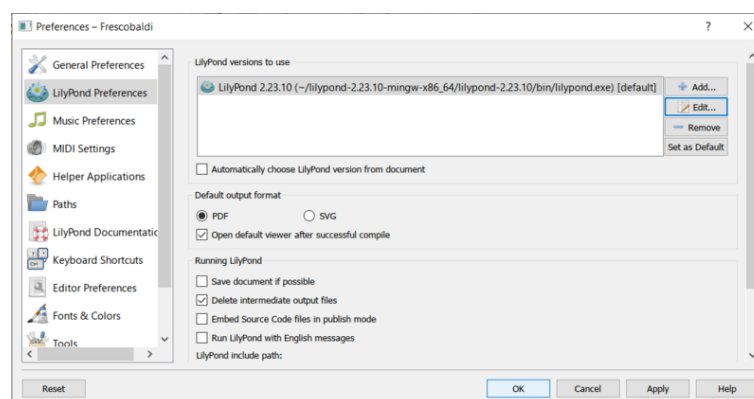 Preferences – Frescobaldi
?
General Preferences
LilyPond Preferences
Music Preferences
MIDI Settings
Helper Applications
Paths
LilyPond Documentatic
Keyboard Shortcuts
Editor Preferences
Fonts & Colors
Tools
LilyPond versions to use
LilyPond 2.23.10 (~/lilypond-2.23.10-mingw-x86_64/lilypond-2.23.10/bin/lilypond.exe) [default]
Add...
Edit...
Remove
Set as Default
Automatically choose LilyPond version from document
Default output format
PDF
SVG
Open default viewer after successful compile
Running LilyPond
Save document if possible
Delete intermediate output files
Embed Source Code files in publish mode
Run LilyPond with English messages
LilyPond include path:
Reset
OK
Cancel
Apply
Help